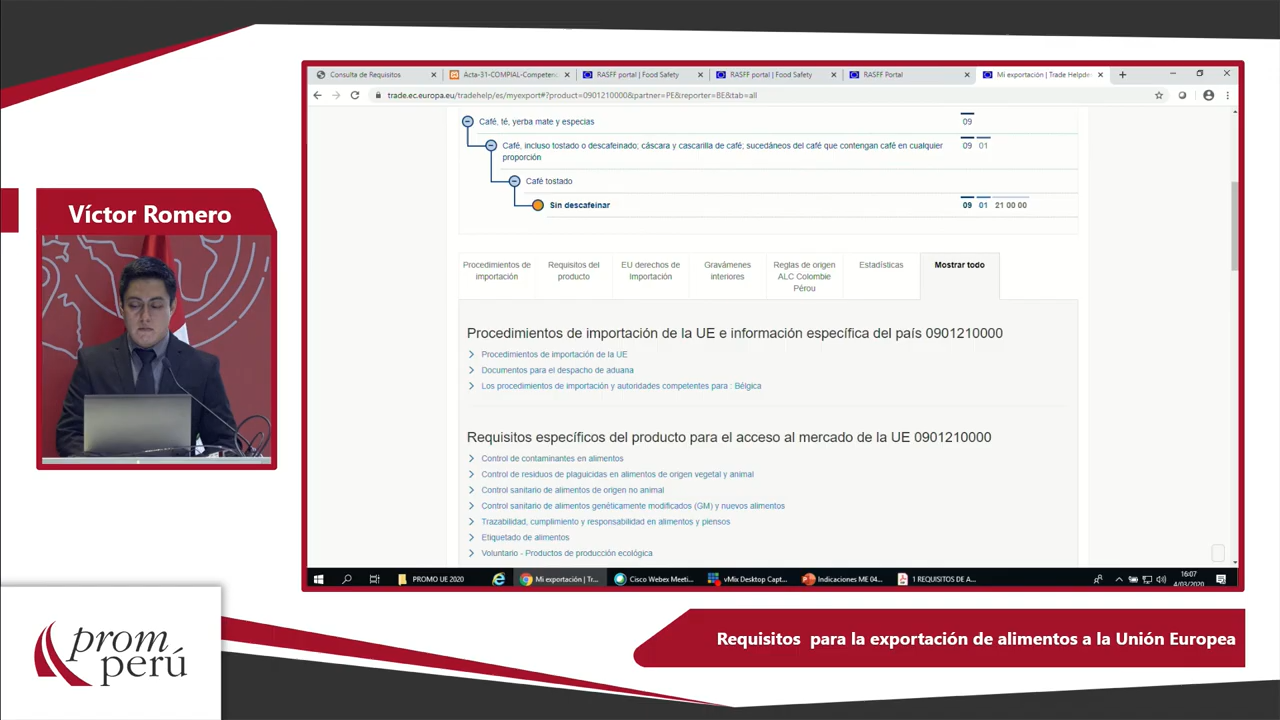 Víctor Romero
Consulta de Requisitos
Acta-31-COMPIAL-Competenc
RASFF portal | Food Safety
RASFF portal | Food Safety
RASFF Portal
Mi exportación | Trade Helpdes
trade.ec.europa.eu/tradehelp/es/myexport#?product=0901210000&partner=PE&reporter=BE&tab=all
Café, té, yerba mate y especias 09
Café, incluso tostado o descafeinado; cáscara y cascarilla de café; sucedáneos del café que contengan café en cualquier 09 01
proporción
Café tostado
Sin descafeinar 09 01 21 00 00
Procedimientos de
importación
Requisitos del
producto
EU derechos de
Importación
Gravámenes
interiores
Reglas de origen
ALC Colombie
Pérou
Estadísticas
Mostrar todo
Procedimientos de importación de la UE e información específica del país 0901210000
Procedimientos de importación de la UE
Documentos para el despacho de aduana
Los procedimientos de importación y autoridades competentes para : Bélgica
Requisitos específicos del producto para el acceso al mercado de la UE 0901210000
Control de contaminantes en alimentos
Control de residuos de plaguicidas en alimentos de origen vegetal y animal
Control sanitario de alimentos de origen no animal
Control sanitario de alimentos genéticamente modificados (GM) y nuevos alimentos
Trazabilidad, cumplimiento y responsabilidad en alimentos y piensos
Etiquetado de alimentos
Voluntario - Productos de producción ecológica
PROMO UE 2020
Mi exportación | Tr...
Cisco Webex Meeti...
vMix Desktop Capt...
Indicaciones ME 04...
1 REQUISITOS DE A...
16:07
4/03/2020
prom
perú
Requisitos para la exportación de alimentos a la Unión Europea